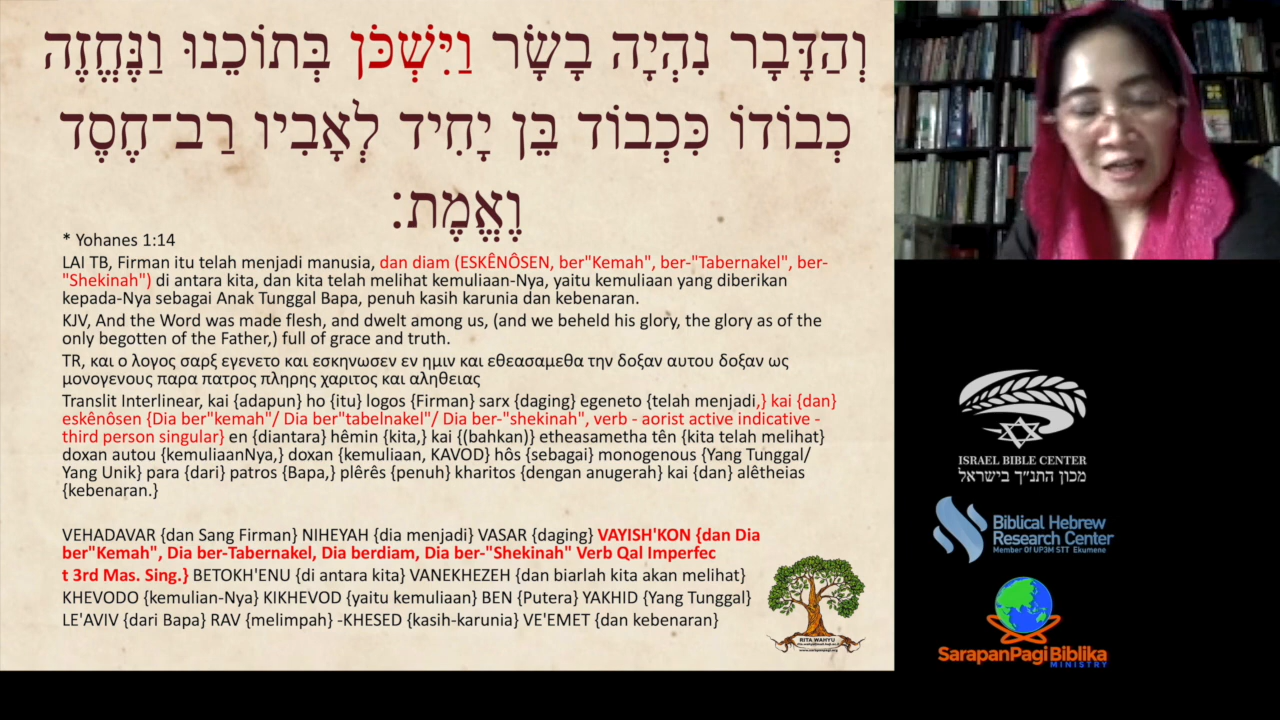 וְהַדָּבָר נִהְיָה בָשָׂר וַיִּשְׁכֹּן בְּתוֹכֵנוּ וַנֶּחֱזֶה
כְבוֹדוֹ כִּכְבוֹד בֵּן יָחִיד לְאָבִיו רַב־חֶסֶד
וֶאֱמֶת׃
* Yohanes 1:14
LAI TB, Firman itu telah menjadi manusia, dan diam (ESKÊNÔSEN, ber"Kemah", ber-"Tabernakel", ber-
"Shekinah") di antara kita, dan kita telah melihat kemuliaan-Nya, yaitu kemuliaan yang diberikan
kepada-Nya sebagai Anak Tunggal Bapa, penuh kasih karunia dan kebenaran.
KJV, And the Word was made flesh, and dwelt among us, (and we beheld his glory, the glory as of the
only begotten of the Father,) full of grace and truth.
TR, και ο λογος σαρξ εγενετο και εσκηνωσεν εν ημιν και εθεασαμεθα την δοξαν αυτου δοξαν ως
μονογενους παρα πατρος πληρης χαριτος και αληθειας
Translit Interlinear, kai {adapun} ho {itu} logos {Firman} sarx {daging} egeneto {telah menjadi,} kai {dan}
eskênôsen {Dia ber"kemah"/ Dia ber"tabelnakel"/ Dia ber-"shekinah", verb - aorist active indicative -
third person singular} en {diantara} hêmin {kita,} kai {(bahkan)} etheasametha tên {kita telah melihat}
doxan autou {kemuliaanNya,} doxan {kemuliaan, KAVOD} hôs {sebagai} monogenous {Yang Tunggal/
Yang Unik} para {dari} patros {Bapa,} plêrês {penuh} kharitos {dengan anugerah} kai {dan} alêtheias
{kebenaran.}
VEHADAVAR {dan Sang Firman} NIHEYAH {dia menjadi} VASAR {daging} VAYISH'KON {dan Dia
ber"Kemah", Dia ber-Tabernakel, Dia berdiam, Dia ber-"Shekinah" Verb Qal Imperfec
t 3rd Mas. Sing.} BETOKH'ENU {di antara kita} VANEKHEZEH {dan biarlah kita akan melihat}
KHEVODO {kemulian-Nya} KIKHEVOD {yaitu kemuliaan} BEN {Putera} YAKHID {Yang Tunggal}
LE'AVIV {dari Bapa} RAV {melimpah} -KHESED {kasih-karunia} VE'EMET {dan kebenaran}
RITA WAHYU
ISRAEL BIBLE CENTER
מכון התנ״ך בישראל
Biblical Hebrew
Research Center
Member Of UP3M STT Ekumene
SarapanPagi Biblika
MINISTRY